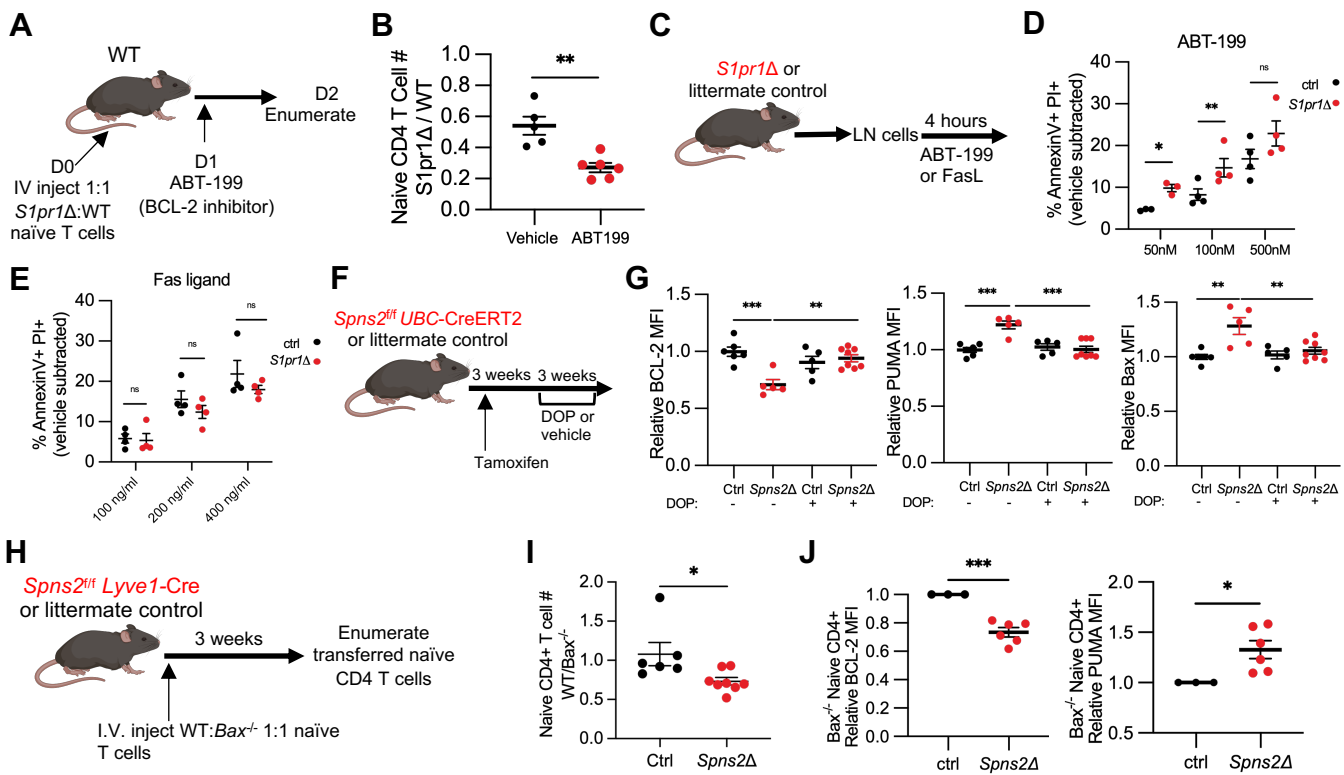 A
WT
D0
IV inject 1:1
S1pr1Δ:WT
naïve T cells
D1
ABT-199
(BCL-2 inhibitor)
D2
Enumerate
B
Naive CD4 T Cell #
S1pr1Δ / WT
1.0
0.8
0.6
0.4
0.2
0.0
**
Vehicle
ABT199
C
S1pr1Δ or
littermate control
LN cells
4 hours
ABT-199
or FasL
D
ABT-199
% AnnexinV+ PI+
(vehicle subtracted)
40
30
20
10
0
*
**
ns
ctrl
S1pr1Δ
50nM
100nM
500nM
E
Fas ligand
% AnnexinV+ PI+
(vehicle subtracted)
40
30
20
10
0
ns
ns
ns
ctrl
S1pr1Δ
100 ng/ml
200 ng/ml
400 ng/ml
F
Spns2f/f UBC-CreERT2
or littermate control
3 weeks
3 weeks
DOP or
vehicle
Tamoxifen
G
Relative BCL-2 MFI
1.5
1.0
0.5
0.0
***
**
Ctrl Spns2Δ Ctrl Spns2Δ
DOP: - - + +
Relative PUMA MFI
1.5
1.0
0.5
0.0
***
***
Ctrl Spns2Δ Ctrl Spns2Δ
DOP: - - + +
Relative Bax MFI
1.5
1.0
0.5
0.0
**
**
Ctrl Spns2Δ Ctrl Spns2Δ
DOP: - - + +
H
Spns2f/f Lyve1-Cre
or littermate control
3 weeks
Enumerate
transferred naïve
CD4 T cells
I.V. inject WT:Bax-/- 1:1 naïve
T cells
I
Naive CD4+ T cell #
WT/Bax-/-
2.0
1.5
1.0
0.5
0.0
*
Ctrl
Spns2Δ
J
Bax-/- Naive CD4+
Relative BCL-2 MFI
1.0
0.8
0.6
0.4
0.2
0.0
***
ctrl
Spns2Δ
Bax-/- Naive CD4+
Relative PUMA MFI
2.0
1.5
1.0
0.5
*
ctrl
Spns2Δ